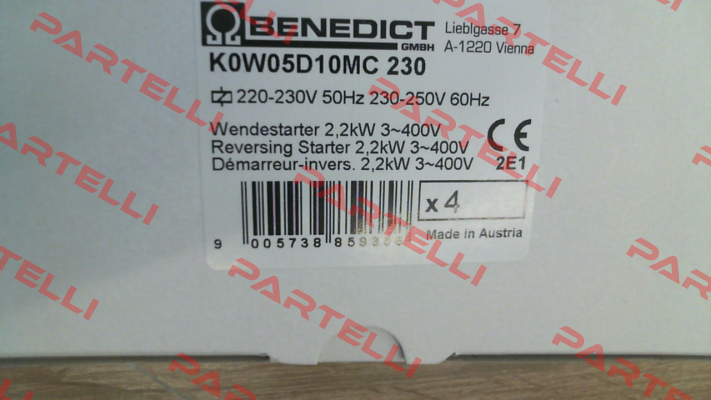 BENEDICT
GMBH
Lieblgasse 7
A-1220 Vienna
K0W05D10MC 230
220-230V 50Hz 230-250V 60Hz
Wendestarter 2,2kW 3~400V
Reversing Starter 2,2kW 3~400V
Démarreur-invers. 2,2kW 3~400V
CE
2E1
x 4
Made in Austria
9 005738
PARTELLI
PARTELLI
PARTELLI
PARTELLI
PARTELLI
PARTELLI
PARTELLI